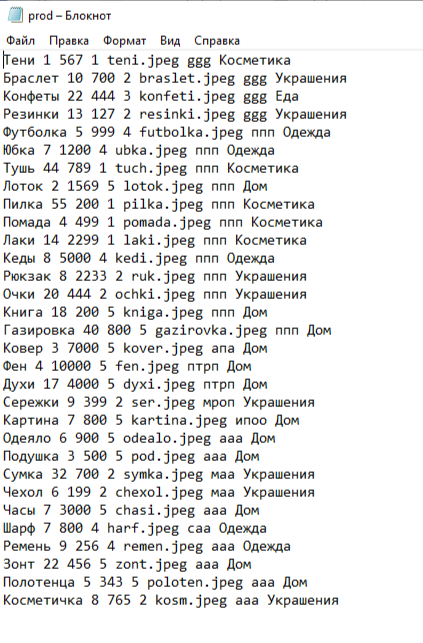 prod – Блокнот
Файл Правка Формат Вид Справка
Тени 1 567 1 teni.jpeg ggg Косметика
Браслет 10 700 2 braslet.jpeg ggg Украшения
Конфеты 22 444 3 konfeti.jpeg ggg Еда
Резинки 13 127 2 resinki.jpeg ggg Украшения
Футболка 5 999 4 futbolka.jpeg ппп Одежда
Юбка 7 1200 4 ubka.jpeg ппп Одежда
Тушь 44 789 1 tuch.jpeg ппп Косметика
Лоток 2 1569 5 lotok.jpeg ппп Дом
Пилка 55 200 1 pilka.jpeg ппп Косметика
Помада 4 499 1 pomada.jpeg ппп Косметика
Лаки 14 2299 1 laki.jpeg ппп Косметика
Кеды 8 5000 4 kedi.jpeg ппп Одежда
Рюкзак 8 2233 2 ruk.jpeg ппп Украшения
Очки 20 444 2 ochki.jpeg ппп Украшения
Книга 18 200 5 kniga.jpeg ппп Дом
Газировка 40 800 5 gazirovka.jpeg ппп Дом
Ковер 3 7000 5 kover.jpeg апа Дом
Фен 4 10000 5 fen.jpeg птрп Дом
Духи 17 4000 5 dyxi.jpeg птрп Дом
Сережки 9 399 2 ser.jpeg мроп Украшения
Картина 7 800 5 kartina.jpeg ипоо Дом
Одеяло 6 900 5 odealo.jpeg ааа Дом
Подушка 3 500 5 pod.jpeg ааа Дом
Сумка 32 700 2 symka.jpeg маа Украшения
Чехол 6 199 2 chexol.jpeg маа Украшения
Часы 7 3000 5 chasi.jpeg ааа Дом
Шарф 7 800 4 harf.jpeg саа Одежда
Ремень 9 256 4 remen.jpeg ааа Одежда
Зонт 22 456 5 zont.jpeg ааа Дом
Полотенца 5 343 5 poloten.jpeg ааа Дом
Косметичка 8 765 2 kosm.jpeg ааа Украшения